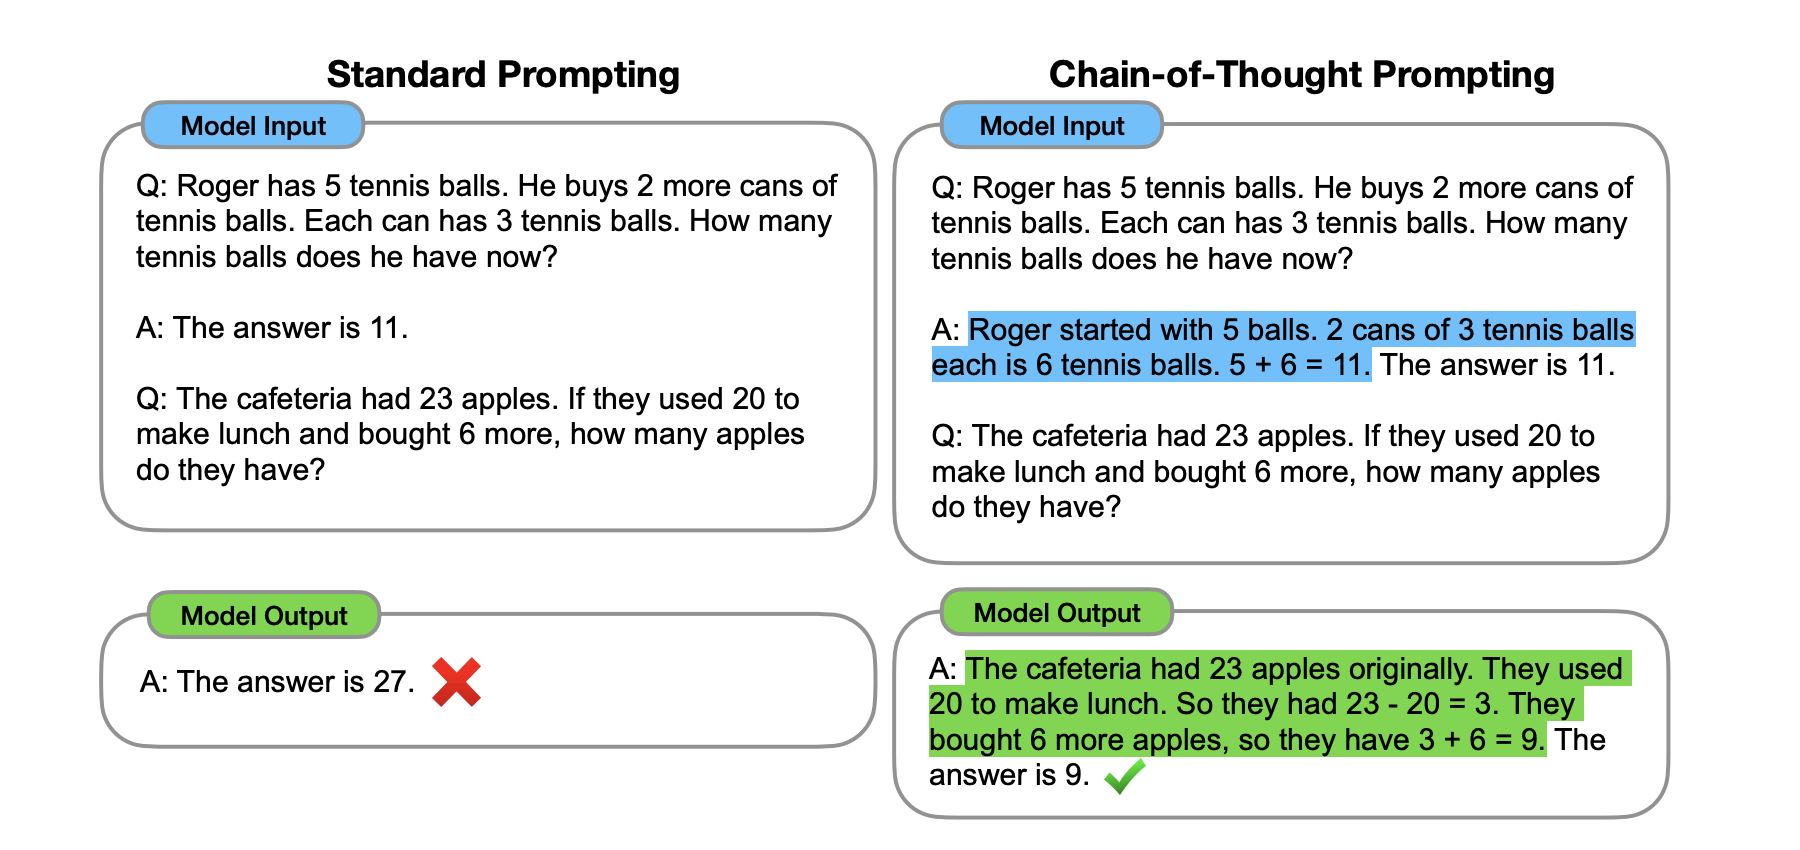 Standard Prompting
Model Input
Q: Roger has 5 tennis balls. He buys 2 more cans of
tennis balls. Each can has 3 tennis balls. How many
tennis balls does he have now?
A: The answer is 11.
Q: The cafeteria had 23 apples. If they used 20 to
make lunch and bought 6 more, how many apples
do they have?
Model Output
A: The answer is 27.
Chain-of-Thought Prompting
Model Input
Q: Roger has 5 tennis balls. He buys 2 more cans of
tennis balls. Each can has 3 tennis balls. How many
tennis balls does he have now?
A: Roger started with 5 balls. 2 cans of 3 tennis balls
each is 6 tennis balls. 5 + 6 = 11. The answer is 11.
Q: The cafeteria had 23 apples. If they used 20 to
make lunch and bought 6 more, how many apples
do they have?
Model Output
A: The cafeteria had 23 apples originally. They used
20 to make lunch. So they had 23 - 20 = 3. They
bought 6 more apples, so they have 3 + 6 = 9. The
answer is 9.